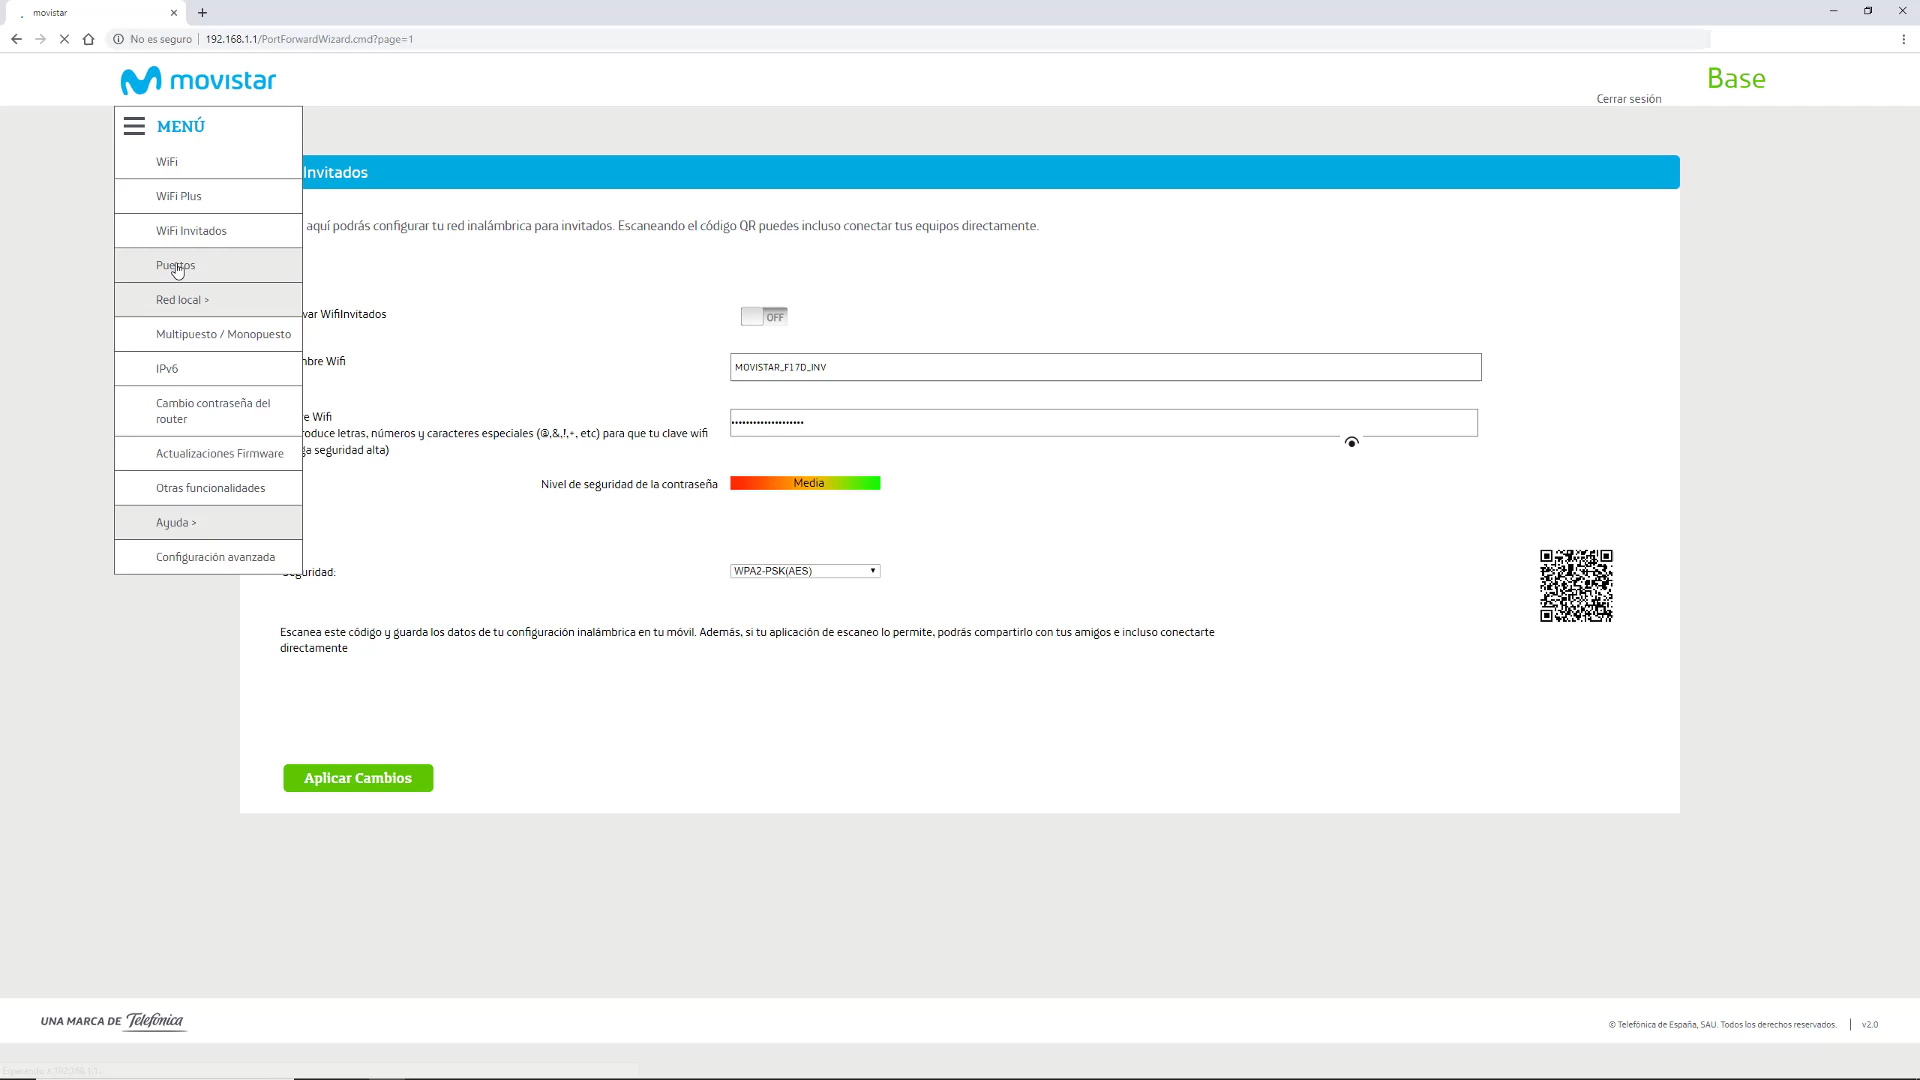 movistar
No es seguro
192.168.1.1/PortForwardWizard.cmd?page=1
movistar
Base
Cerrar sesión
MENÚ
WiFi
WiFi Plus
WiFi Invitados
Puertos
Red local >
Multipuesto / Monopuesto
IPv6
Cambio contraseña del
router
Actualizaciones Firmware
Otras funcionalidades
Ayuda >
Configuración avanzada
Invitados
aquí podrás configurar tu red inalámbrica para invitados. Escaneando el código QR puedes incluso conectar tus equipos directamente.
var WifiInvitados
OFF
bre Wifi
MOVISTAR_F17D_INV
e Wifi
roduce letras, números y caracteres especiales (@,&,!,+, etc) para que tu clave wifi
ga seguridad alta)
Nivel de seguridad de la contraseña
Media
Seguridad:
WPA2-PSK(AES)
Escanea este código y guarda los datos de tu configuración inalámbrica en tu móvil. Además, si tu aplicación de escaneo lo permite, podrás compartirlo con tus amigos e incluso conectarte
directamente
Aplicar Cambios
UNA MARCA DE Telefónica
© Telefónica de España, SAU. Todos los derechos reservados.
v2.0
Esperando a 192.168.1.1...